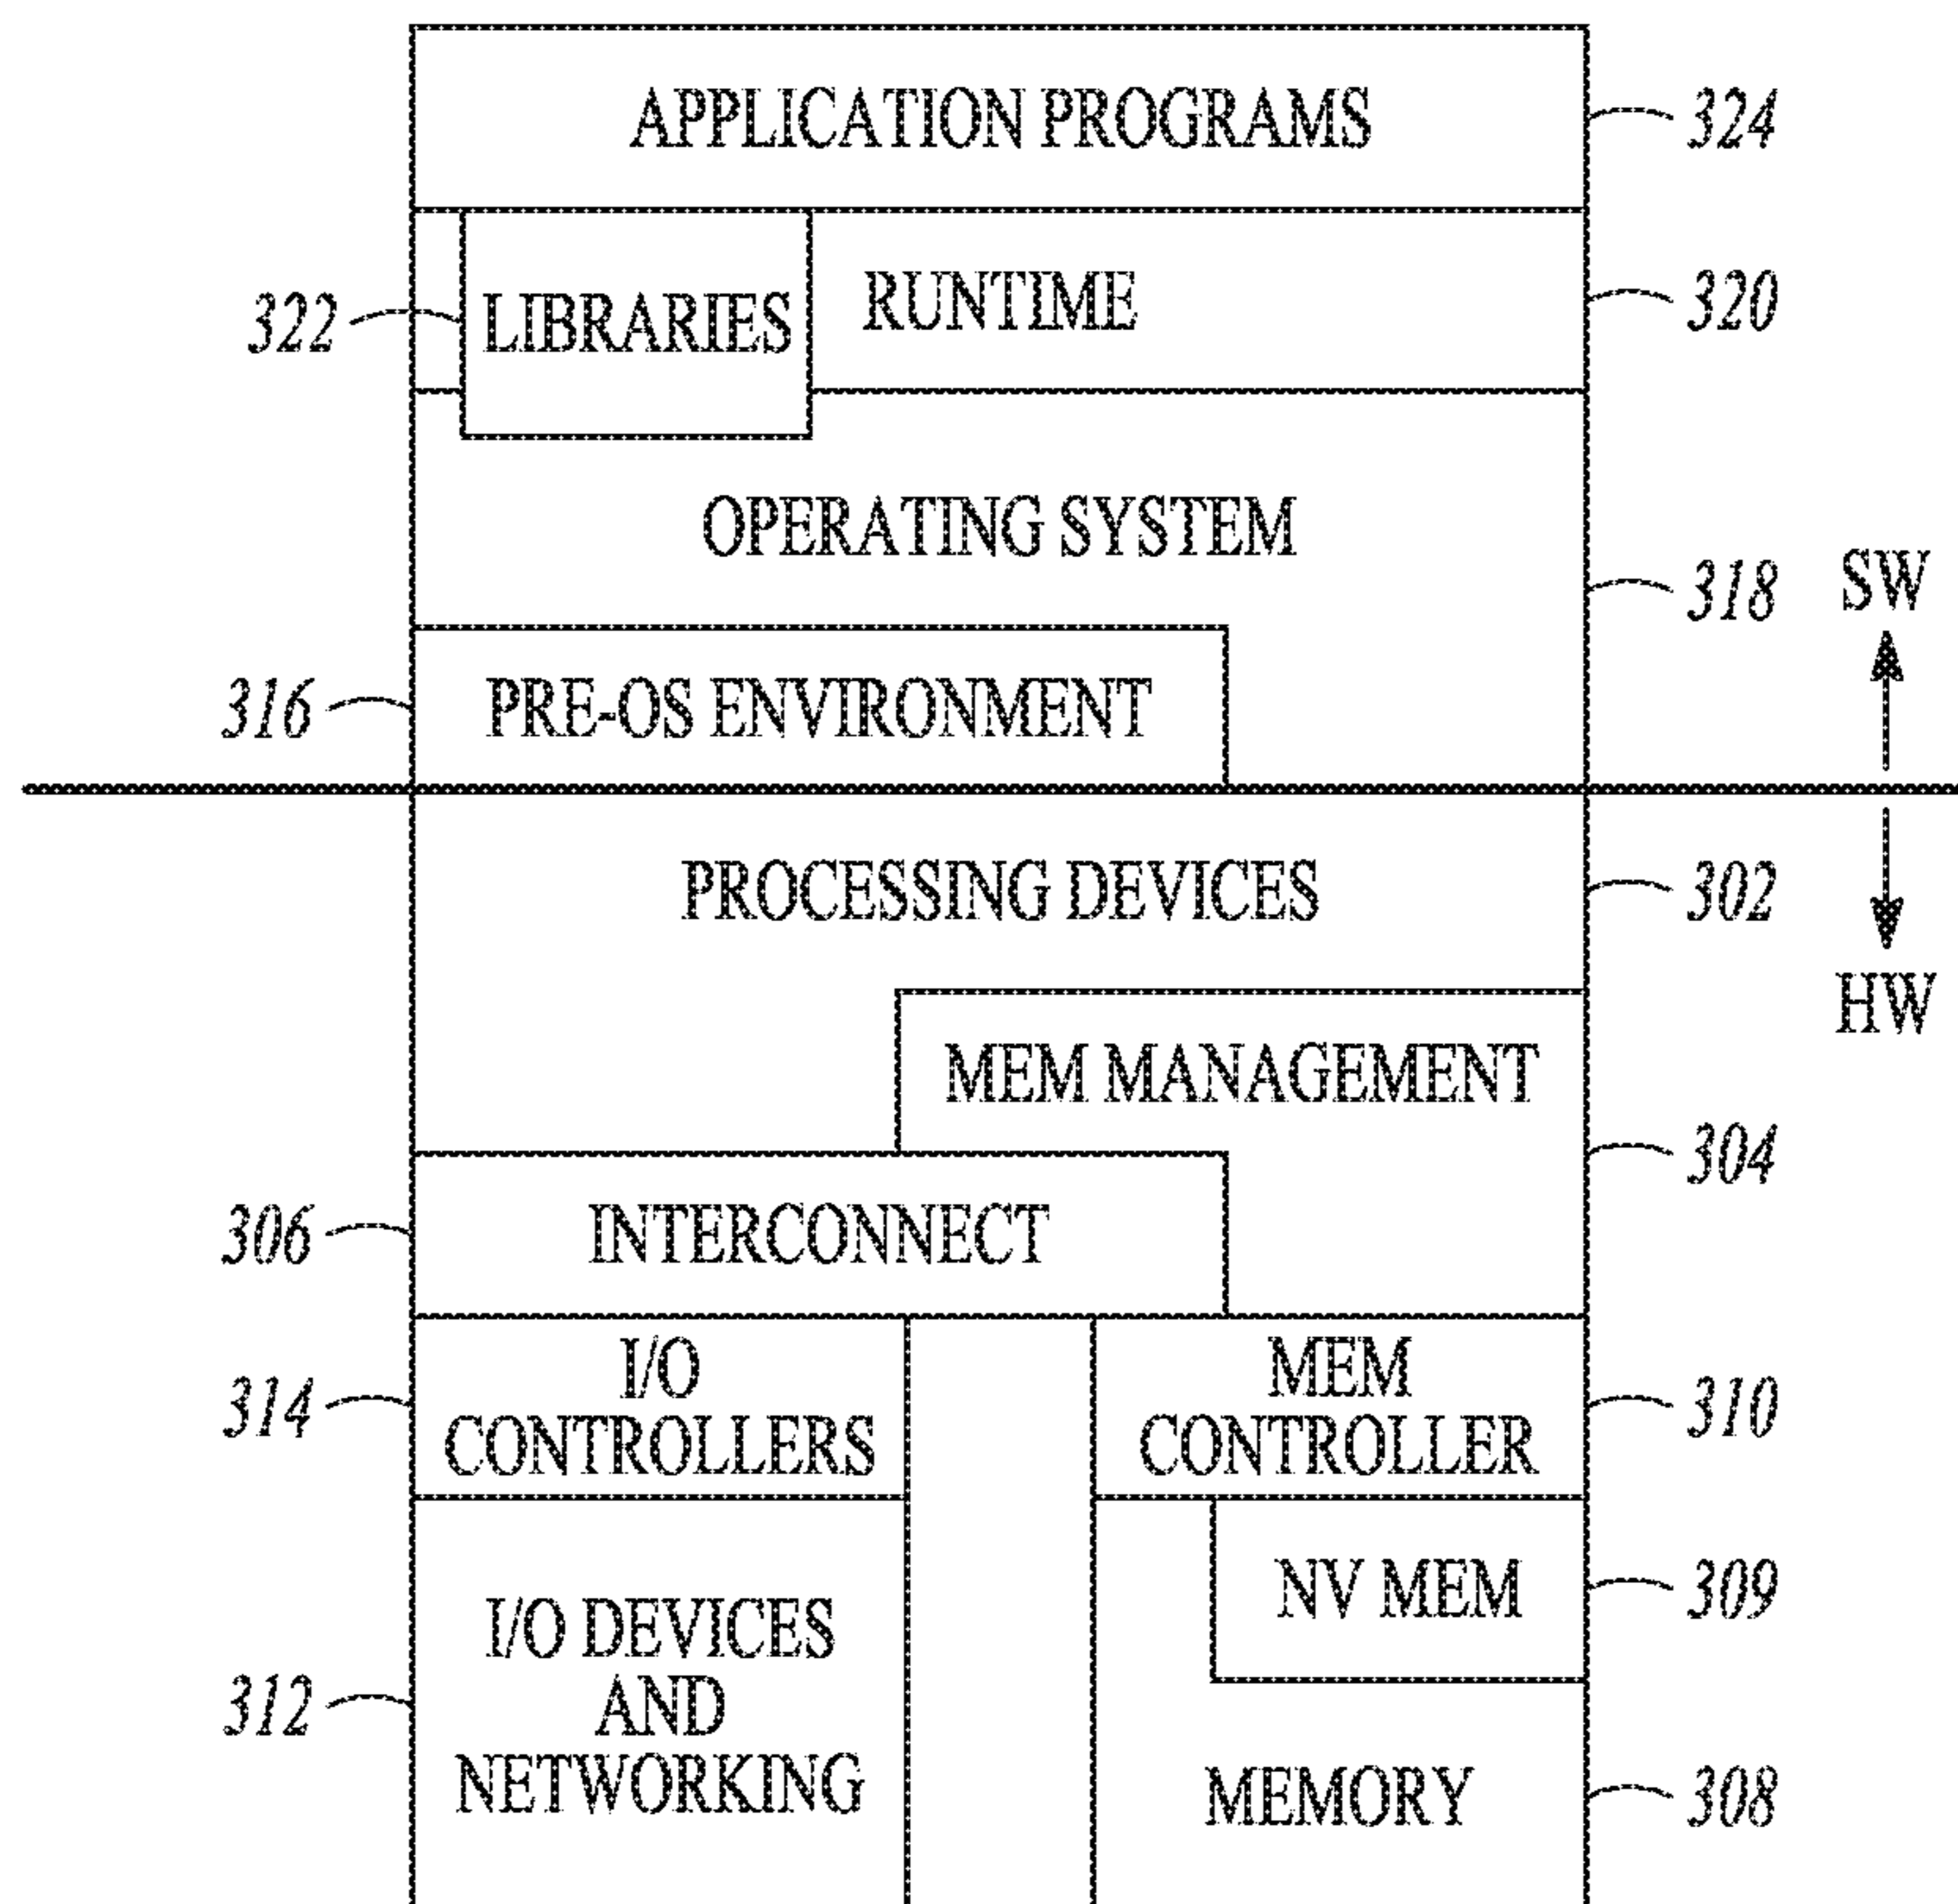 APPLICATION PROGRAMS
324
322
LIBRARIES
RUNTIME
320
OPERATING SYSTEM
318
SW
316
PRE-OS ENVIRONMENT
PROCESSING DEVICES
302
HW
MEM MANAGEMENT
304
306
INTERCONNECT
314
I/O
CONTROLLERS
MEM
CONTROLLER
310
NV MEM
309
312
I/O DEVICES
AND
NETWORKING
MEMORY
308